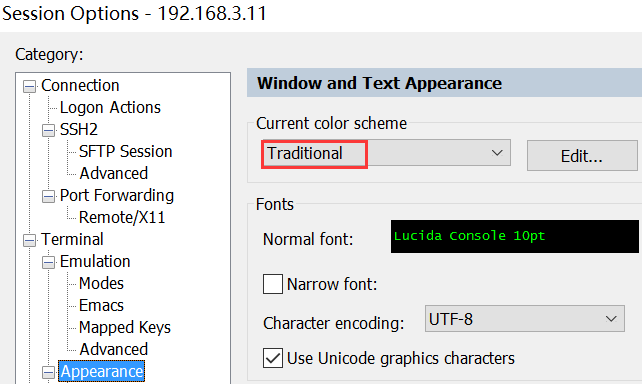 Session Options - 192.168.3.11
Category:
Connection
Logon Actions
SSH2
SFTP Session
Advanced
Port Forwarding
Remote/X11
Terminal
Emulation
Modes
Emacs
Mapped Keys
Advanced
Appearance
Window and Text Appearance
Current color scheme
Traditional
Edit...
Fonts
Normal font:
Lucida Console 10pt
Narrow font:
Character encoding:
UTF-8
Use Unicode graphics characters